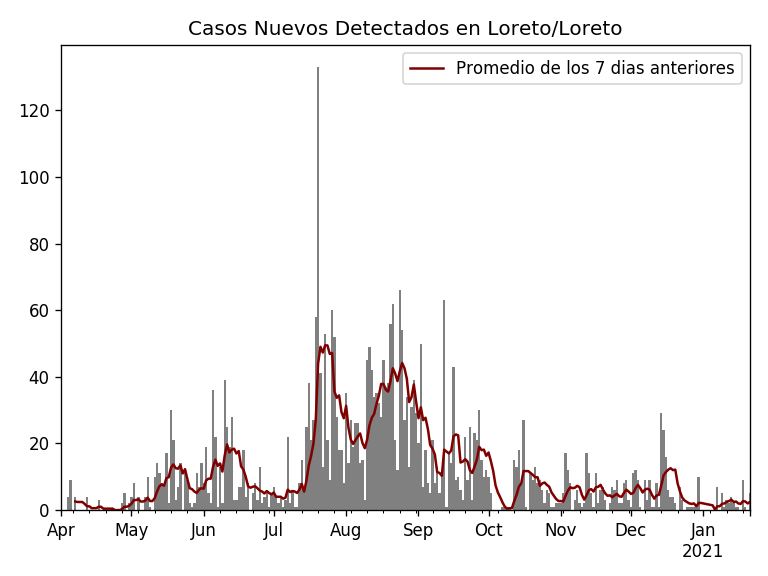 Casos Nuevos Detectados en Loreto/Loreto
Promedio de los 7 dias anteriores
120
100
80
60
40
20
0
Apr May Jun Jul Aug Sep Oct Nov Dec Jan
2021